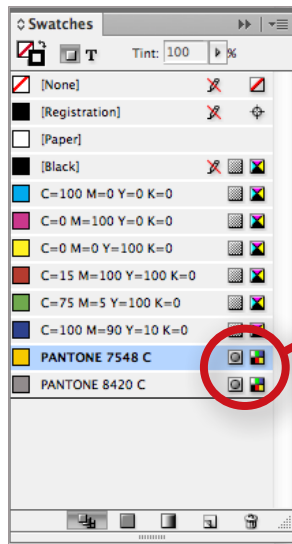 Swatches
T Tint: 100 %
[None]
[Registration]
[Paper]
[Black]
C=100 M=0 Y=0 K=0
C=0 M=100 Y=0 K=0
C=0 M=0 Y=100 K=0
C=15 M=100 Y=100 K=0
C=75 M=5 Y=100 K=0
C=100 M=90 Y=10 K=0
PANTONE 7548 C
PANTONE 8420 C